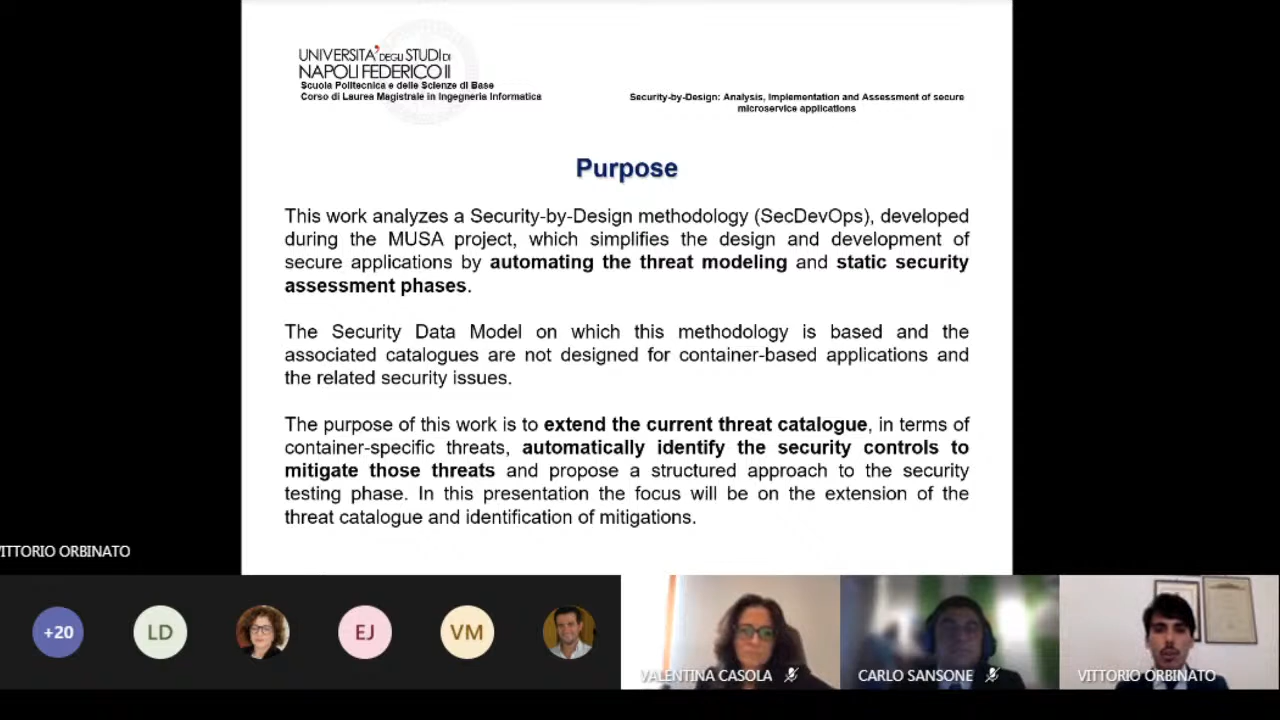 UNIVERSITA' DEGLI STUDI DI
NAPOLI FEDERICO II
Scuola Politecnica e delle Scienze di Base
Corso di Laurea Magistrale in Ingegneria Informatica
Security-by-Design: Analysis, Implementation and Assessment of secure
microservice applications
Purpose
This work analyzes a Security-by-Design methodology (SecDevOps), developed
during the MUSA project, which simplifies the design and development of
secure applications by automating the threat modeling and static security
assessment phases.
The Security Data Model on which this methodology is based and the
associated catalogues are not designed for container-based applications and
the related security issues.
The purpose of this work is to extend the current threat catalogue, in terms of
container-specific threats, automatically identify the security controls to
mitigate those threats and propose a structured approach to the security
testing phase. In this presentation the focus will be on the extension of the
threat catalogue and identification of mitigations.
ITTORIO ORBINATO
+20
LD
EJ
VM
VALENTINA CASOLA
CARLO SANSONE
VITTORIO ORBINATO